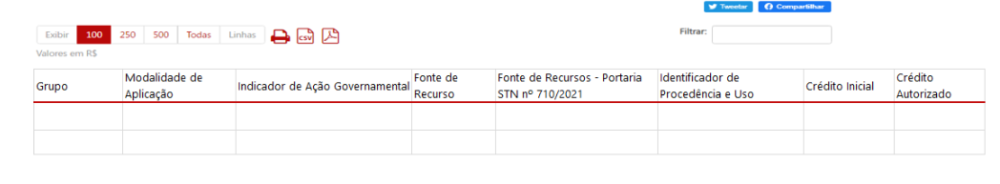 Tweetar Compartilhar
Exibir 100 250 500 Todas Linhas CSV Filtrar:
Valores em R$
Grupo
Modalidade de
Aplicação
Indicador de Ação Governamental
Fonte de
Recurso
Fonte de Recursos - Portaria
STN nº 710/2021
Identificador de
Procedência e Uso
Crédito Inicial
Crédito
Autorizado